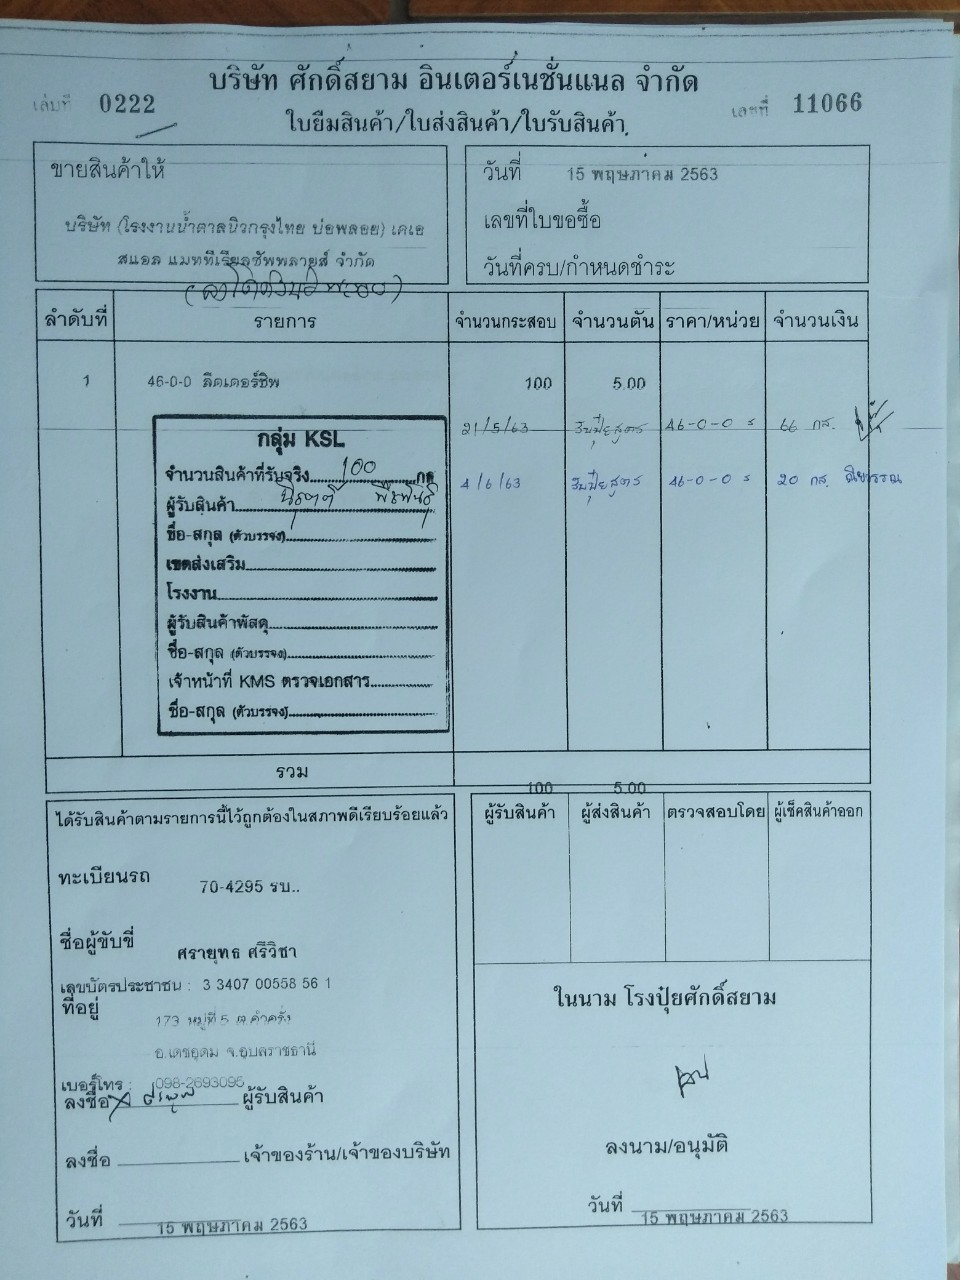 บริษัท ศักดิ์สยาม อินเตอร์เนชั่นแนล จำกัด
เล่มที่ 0222
เลขที่ 11066
ใบยืมสินค้า/ใบส่งสินค้า/ใบรับสินค้า
ขายสินค้าให้
บริษัท (โรงงานน้ำตาลนิวกรุงไทย บ่อพลอย) เคเอ
สแอล แมททีเรียลซัพพลายส์ จำกัด
วันที่ 15 พฤษภาคม 2563
เลขที่ใบขอซื้อ
วันที่ครบ/กำหนดชำระ
ลำดับที่ รายการ จำนวนกระสอบ จำนวนตัน ราคา/หน่วย จำนวนเงิน
1 46-0-0 ลีดเดอร์ชิพ 100 5.00
21/5/63 รับปุ๋ยสูตร 46-0-0 ร 66 กส.
4/6/63 รับปุ๋ยสูตร 46-0-0 ร 20 กส.
กลุ่ม KSL
จำนวนสินค้าที่รับจริง 100 กส
ผู้รับสินค้า
ชื่อ-สกุล (ตัวบรรจง)
เขตส่งเสริม
โรงงาน
ผู้รับสินค้าพัสดุ
ชื่อ-สกุล (ตัวบรรจง)
เจ้าหน้าที่ KMS ตรวจเอกสาร
ชื่อ-สกุล (ตัวบรรจง)
รวม 100 5.00
ได้รับสินค้าตามรายการนี้ไว้ถูกต้องในสภาพดีเรียบร้อยแล้ว
ทะเบียนรถ 70-4295 รบ..
ชื่อผู้ขับขี่ ศรายุทธ ศรีวิชา
เลขบัตรประชาชน : 3 3407 00558 56 1
ที่อยู่ 173 หมู่ที่ 5 ต.คำครั่ง
อ.เดชอุดม จ.อุบลราชธานี
เบอร์โทร : 098-2693095
ลงชื่อ ผู้รับสินค้า
ลงชื่อ เจ้าของร้าน/เจ้าของบริษัท
วันที่ 15 พฤษภาคม 2563
ผู้รับสินค้า ผู้ส่งสินค้า ตรวจสอบโดย ผู้เช็คสินค้าออก
ในนาม โรงปุ๋ยศักดิ์สยาม
ลงนาม/อนุมัติ
วันที่ 15 พฤษภาคม 2563